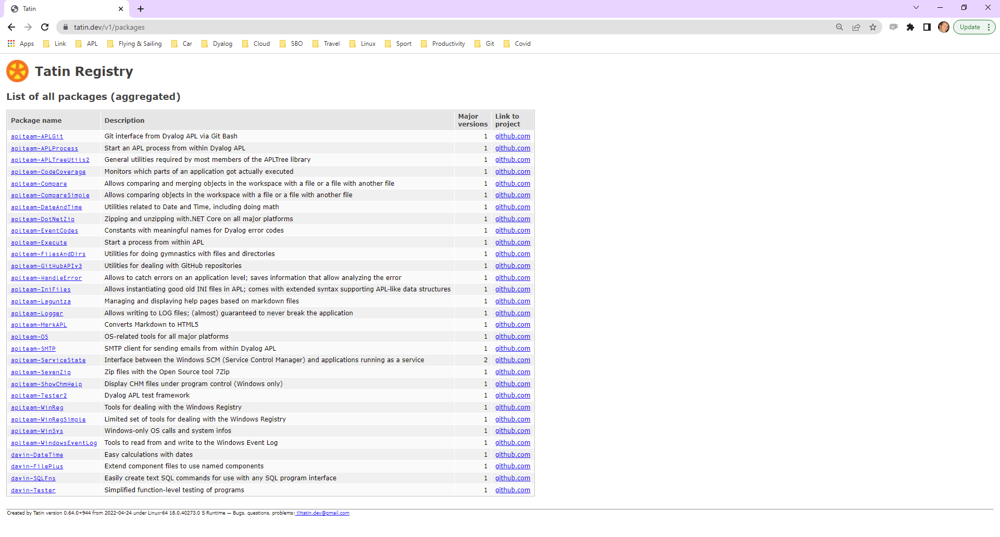 Tatin
tatin.dev/v1/packages
Update
Apps Link APL Flying & Sailing Car Dyalog Cloud SBO Travel Linux Sport Productivity Git Covid
Tatin Registry
List of all packages (aggregated)
Package name Description Major versions Link to project
aplteam-APLGit Git interface from Dyalog APL via Git Bash 1 github.com
aplteam-APLProcess Start an APL process from within Dyalog APL 1 github.com
aplteam-APLTreeUtils2 General utilities required by most members of the APLTree library 1 github.com
aplteam-CodeCoverage Monitors which parts of an application got actually executed 1 github.com
aplteam-Compare Allows comparing and merging objects in the workspace with a file or a file with another file 1 github.com
aplteam-CompareSimple Allows comparing objects in the workspace with a file or a file with another file 1 github.com
aplteam-DateAndTime Utilities related to Date and Time, including doing math 1 github.com
aplteam-DotNetZip Zipping and unzipping with.NET Core on all major platforms 1 github.com
aplteam-EventCodes Constants with meaningful names for Dyalog error codes 1 github.com
aplteam-Execute Start a process from within APL 1 github.com
aplteam-FilesAndDirs Utilities for doing gymnastics with files and directories 1 github.com
aplteam-GitHubAPIv3 Utilities for dealing with GitHub repositories 1 github.com
aplteam-HandleError Allows to catch errors on an application level; saves information that allow analyzing the error 1 github.com
aplteam-IniFiles Allows instantiating good old INI files in APL; comes with extended syntax supporting APL-like data structures 1 github.com
aplteam-Laguntza Managing and displaying help pages based on markdown files 1 github.com
aplteam-Logger Allows writing to LOG files; (almost) guaranteed to never break the application 1 github.com
aplteam-MarkAPL Converts Markdown to HTML5 1 github.com
aplteam-OS OS-related tools for all major platforms 1 github.com
aplteam-SMTP SMTP client for sending emails from within Dyalog APL 1 github.com
aplteam-ServiceState Interface between the Windows SCM (Service Control Manager) and applications running as a service 2 github.com
aplteam-SevenZip Zip files with the Open Source tool 7Zip 1 github.com
aplteam-ShowChmHelp Display CHM files under program control (Windows only) 1 github.com
aplteam-Tester2 Dyalog APL test framework 1 github.com
aplteam-WinReg Tools for dealing with the Windows Registry 1 github.com
aplteam-WinRegSimple Limited set of tools for dealing with the Windows Registry 1 github.com
aplteam-WinSys Windows-only OS calls and system infos 1 github.com
aplteam-WindowsEventLog Tools to read from and write to the Windows Event Log 1 github.com
davin-DateTime Easy calculations with dates 1 github.com
davin-FilePlus Extend component files to use named components 1 github.com
davin-SQLFns Easily create text SQL commands for use with any SQL program interface 1 github.com
davin-Tester Simplified function-level testing of programs 1 github.com
Created by Tatin version 0.64.0+944 from 2022-04-24 under Linux-64 18.0.40273.0 S Runtime — Bugs, questions, problems: ✉tatin.dev@gmail.com